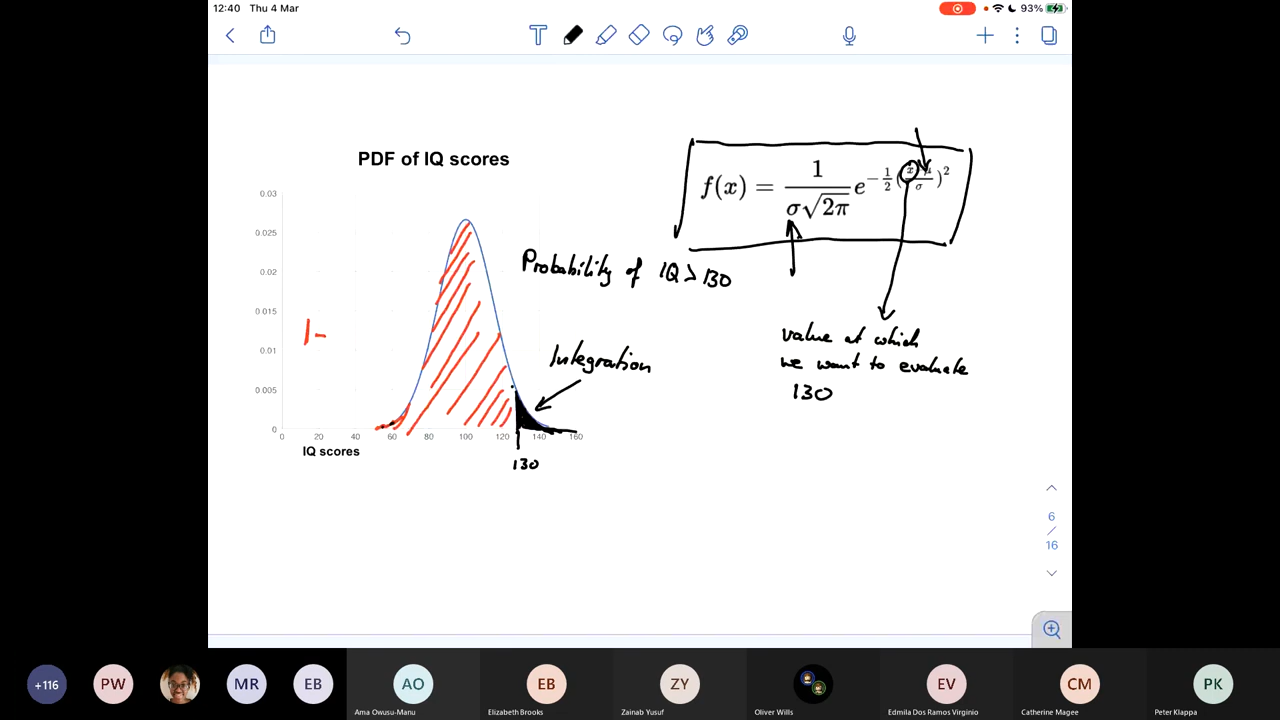 12:40 Thu 4 Mar
93%
PDF of IQ scores
0.03
0.025
0.02
0.015
0.01
0.005
0
0 20 40 60 80 100 120 140 160
IQ scores
130
1-
Probability of IQ > 130
Integration
f(x) = 1/(σ√2π) e^(-1/2((x-μ)/σ)^2)
value at which
we want to evaluate
130
6
/
16
+116
PW
MR
EB
AO
Ama Owusu-Manu
EB
Elizabeth Brooks
ZY
Zainab Yusuf
Oliver Wills
EV
Edmila Dos Ramos Virginio
CM
Catherine Magee
PK
Peter Klappa